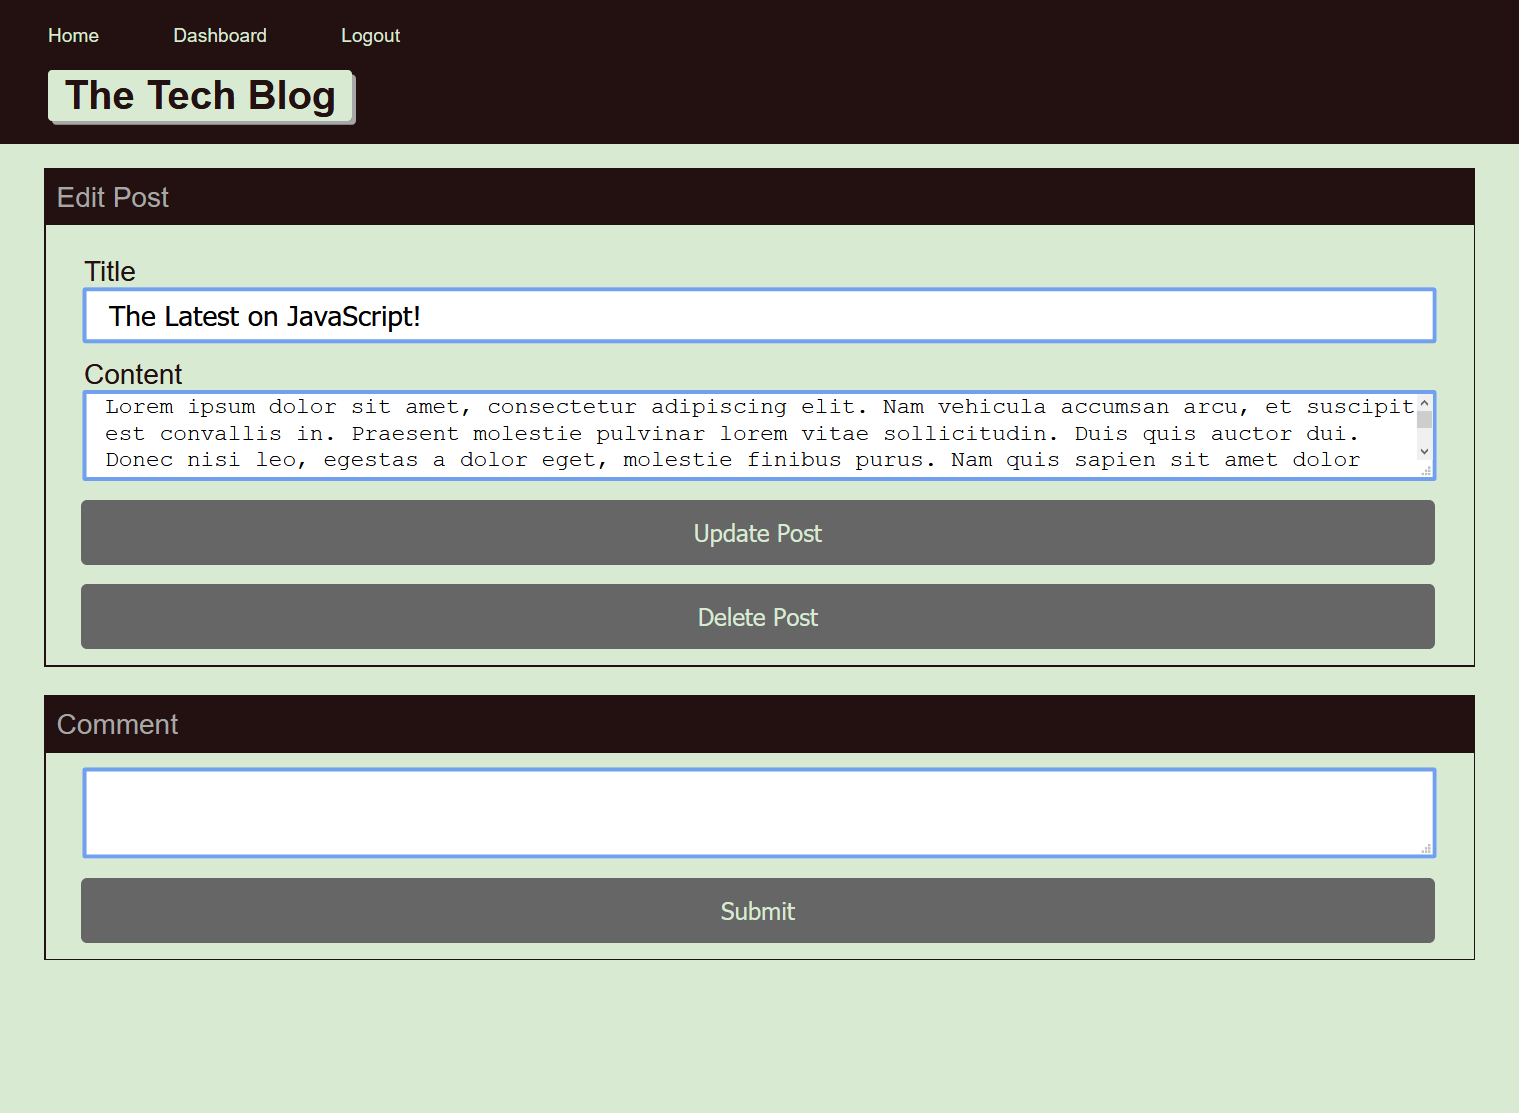 Home Dashboard Logout
The Tech Blog
Edit Post
Title
The Latest on JavaScript!
Content
Lorem ipsum dolor sit amet, consectetur adipiscing elit. Nam vehicula accumsan arcu, et suscipit
est convallis in. Praesent molestie pulvinar lorem vitae sollicitudin. Duis quis auctor dui.
Donec nisi leo, egestas a dolor eget, molestie finibus purus. Nam quis sapien sit amet dolor
Update Post
Delete Post
Comment
Submit